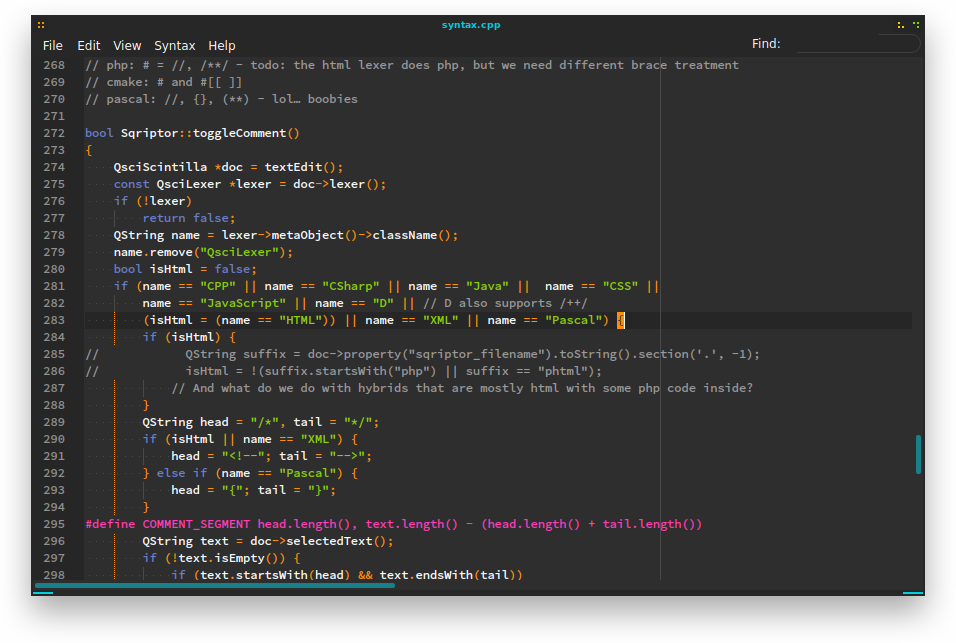 syntax.cpp
File Edit View Syntax Help Find:
268 // php: # = //, /**/ - todo: the html lexer does php, but we need different brace treatment
269 // cmake: # and #[[ ]]
270 // pascal: //, {}, (**) - lol… boobies
271
272 bool Sqriptor::toggleComment()
273 {
274     QsciScintilla *doc = textEdit();
275     const QsciLexer *lexer = doc->lexer();
276     if (!lexer)
277         return false;
278     QString name = lexer->metaObject()->className();
279     name.remove("QsciLexer");
280     bool isHtml = false;
281     if (name == "CPP" || name == "CSharp" || name == "Java" ||  name == "CSS" ||
282         name == "JavaScript" || name == "D" || // D also supports /++/
283         (isHtml = (name == "HTML")) || name == "XML" || name == "Pascal") {
284         if (isHtml) {
285 //            QString suffix = doc->property("sqriptor_filename").toString().section('.', -1);
286 //            isHtml = !(suffix.startsWith("php") || suffix == "phtml");
287             // And what do we do with hybrids that are mostly html with some php code inside?
288         }
289         QString head = "/*", tail = "*/";
290         if (isHtml || name == "XML") {
291             head = "<!--"; tail = "-->";
292         } else if (name == "Pascal") {
293             head = "{"; tail = "}";
294         }
295 #define COMMENT_SEGMENT head.length(), text.length() - (head.length() + tail.length())
296         QString text = doc->selectedText();
297         if (!text.isEmpty()) {
298             if (text.startsWith(head) && text.endsWith(tail))